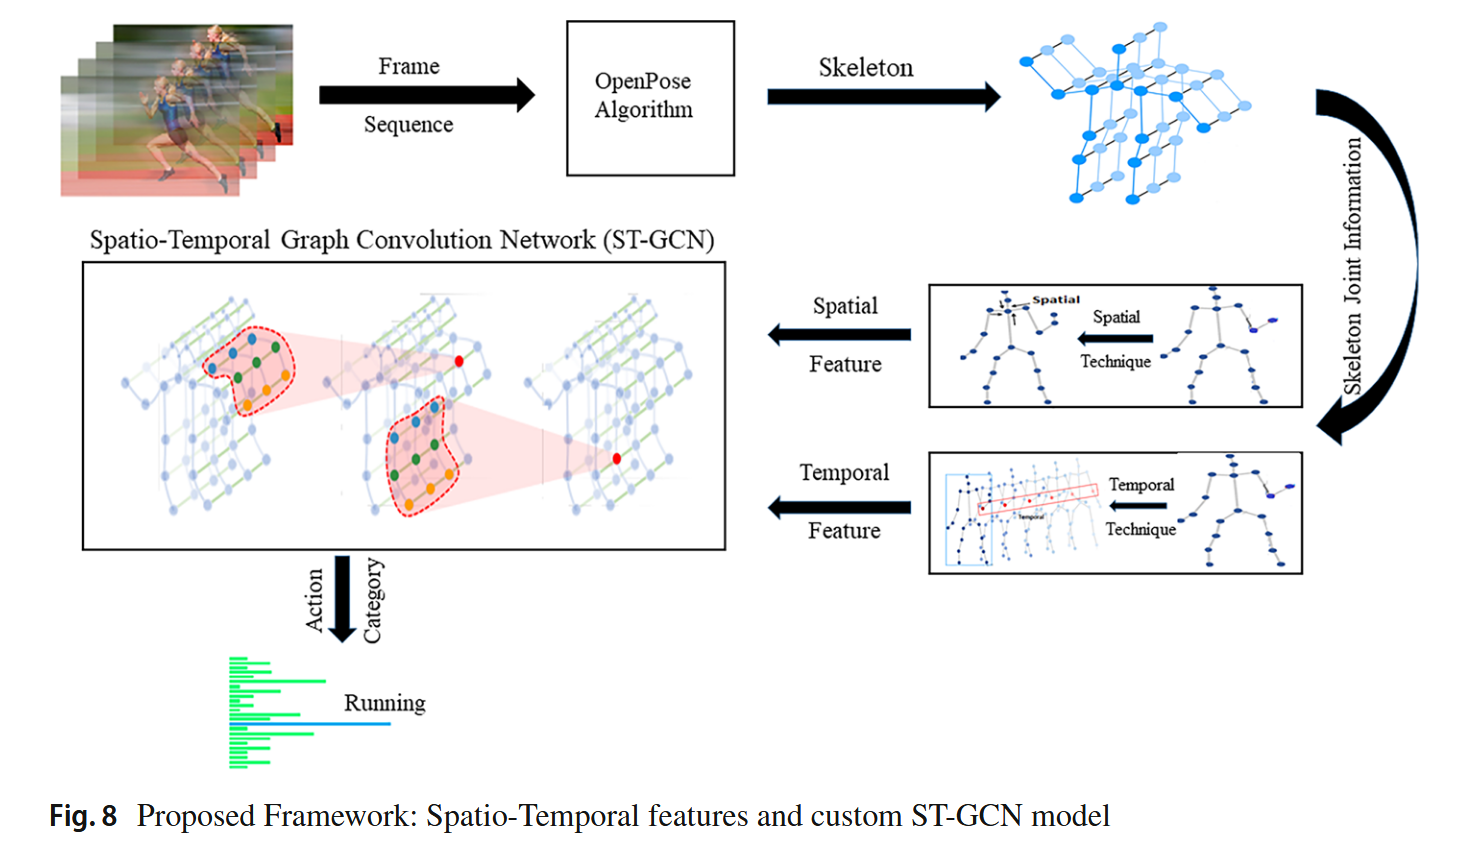 Frame
Sequence
OpenPose
Algorithm
Skeleton
Skeleton Joint Information
Spatio-Temporal Graph Convolution Network (ST-GCN)
Spatial
Feature
Spatial
Spatial
Technique
Temporal
Feature
Temporal
Temporal
Technique
Action
Category
Running
Fig. 8 Proposed Framework: Spatio-Temporal features and custom ST-GCN model